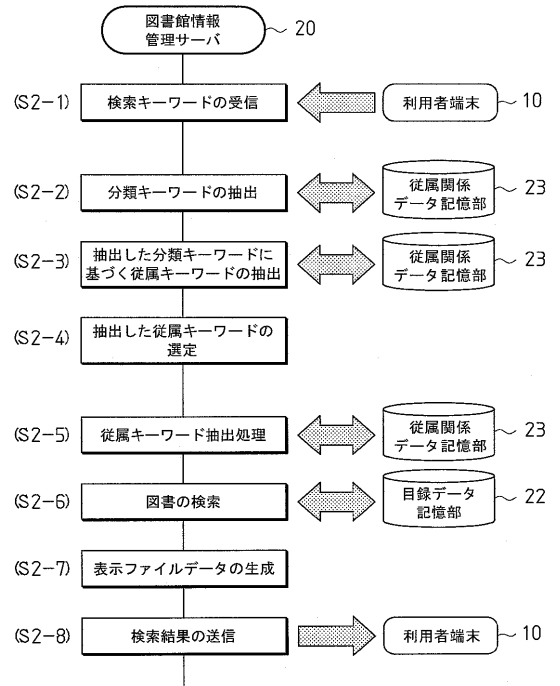 図書館情報
管理サーバ
20
(S2-1)
検索キーワードの受信
利用者端末
10
(S2-2)
分類キーワードの抽出
従属関係
データ記憶部
23
(S2-3)
抽出した分類キーワードに
基づく従属キーワードの抽出
従属関係
データ記憶部
23
(S2-4)
抽出した従属キーワードの
選定
(S2-5)
従属キーワード抽出処理
従属関係
データ記憶部
23
(S2-6)
図書の検索
目録データ
記憶部
22
(S2-7)
表示ファイルデータの生成
(S2-8)
検索結果の送信
利用者端末
10